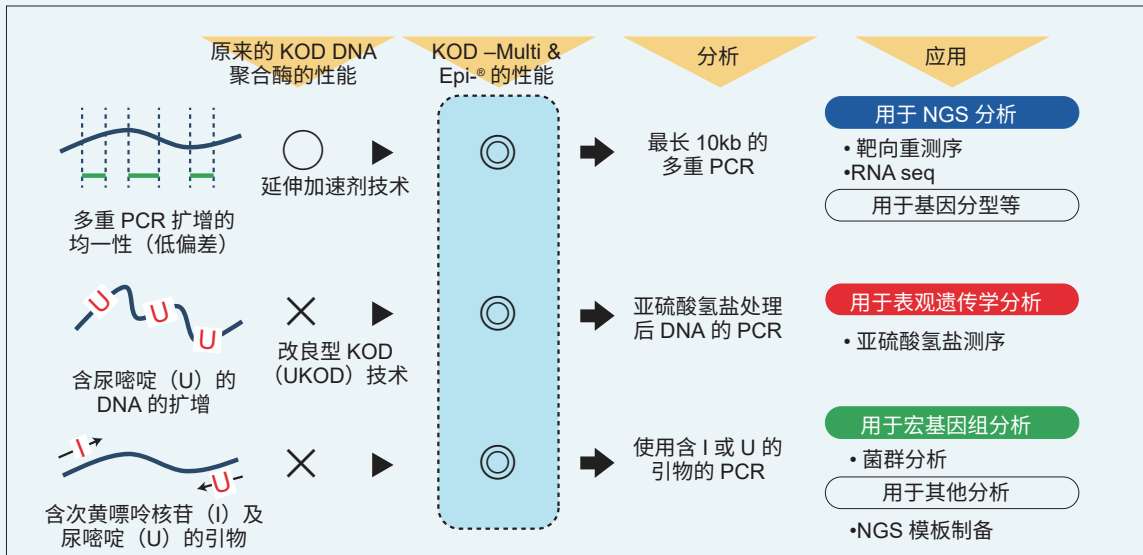 原来的 KOD DNA
聚合酶的性能
KOD –Multi &
Epi-® 的性能
分析
应用
延伸加速剂技术
多重 PCR 扩增的
均一性（低偏差）
最长 10kb 的
多重 PCR
用于 NGS 分析
• 靶向重测序
•RNA seq
用于基因分型等
U
U
U
改良型 KOD
（UKOD）技术
含尿嘧啶（U）的
DNA 的扩增
亚硫酸氢盐处理
后 DNA 的 PCR
用于表观遗传学分析
• 亚硫酸氢盐测序
I
U
含次黄嘌呤核苷（I）及
尿嘧啶（U）的引物
使用含 I 或 U 的
引物的 PCR
用于宏基因组分析
• 菌群分析
用于其他分析
•NGS 模板制备